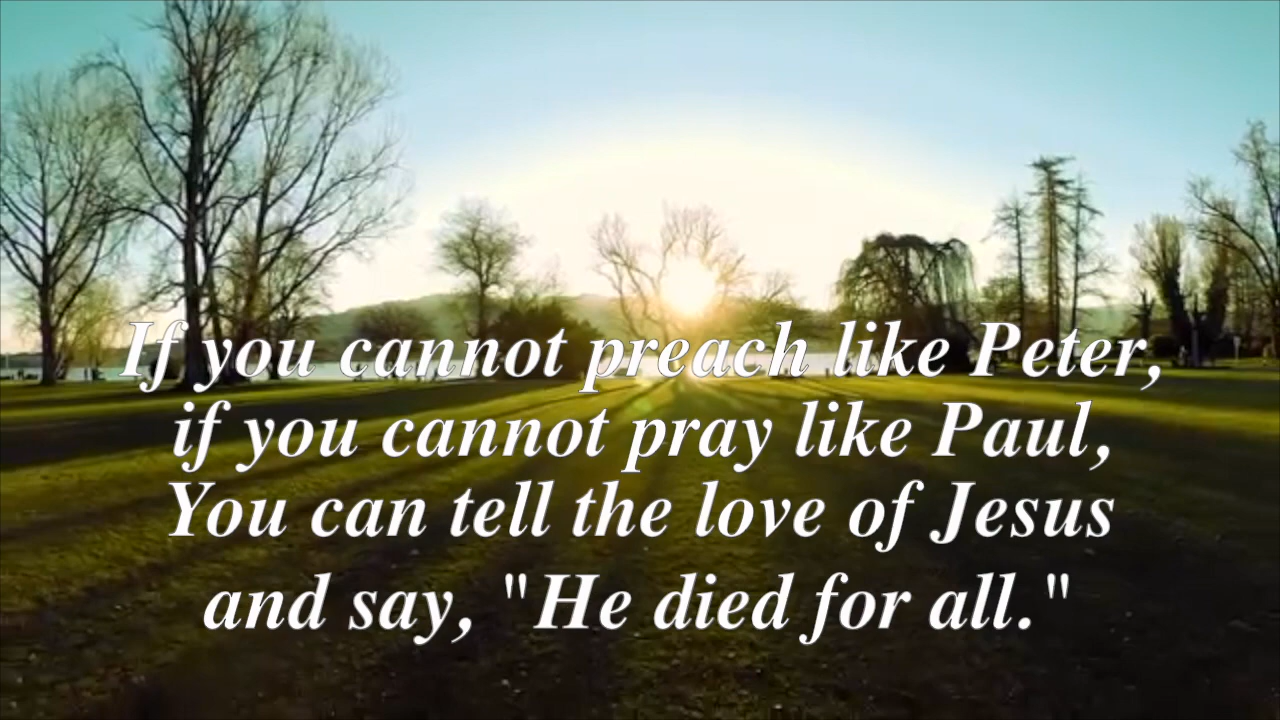 If you cannot preach like Peter,
if you cannot pray like Paul,
You can tell the love of Jesus
and say, "He died for all."